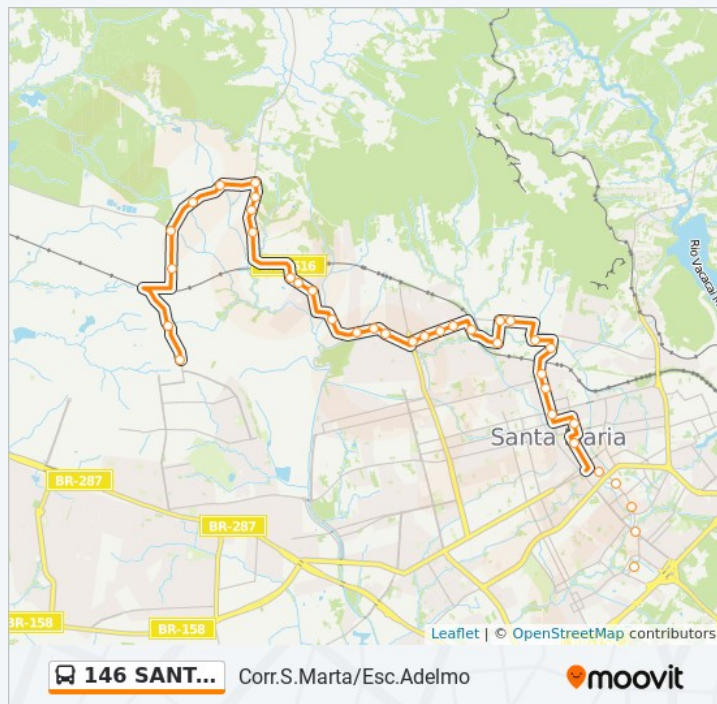 Rio Vacacaí
516
Santa Maria
BR-287
BR-287
BR-158
BR-158
Leaflet | © OpenStreetMap contributors
146 SANT... Corr.S.Marta/Esc.Adelmo moovit